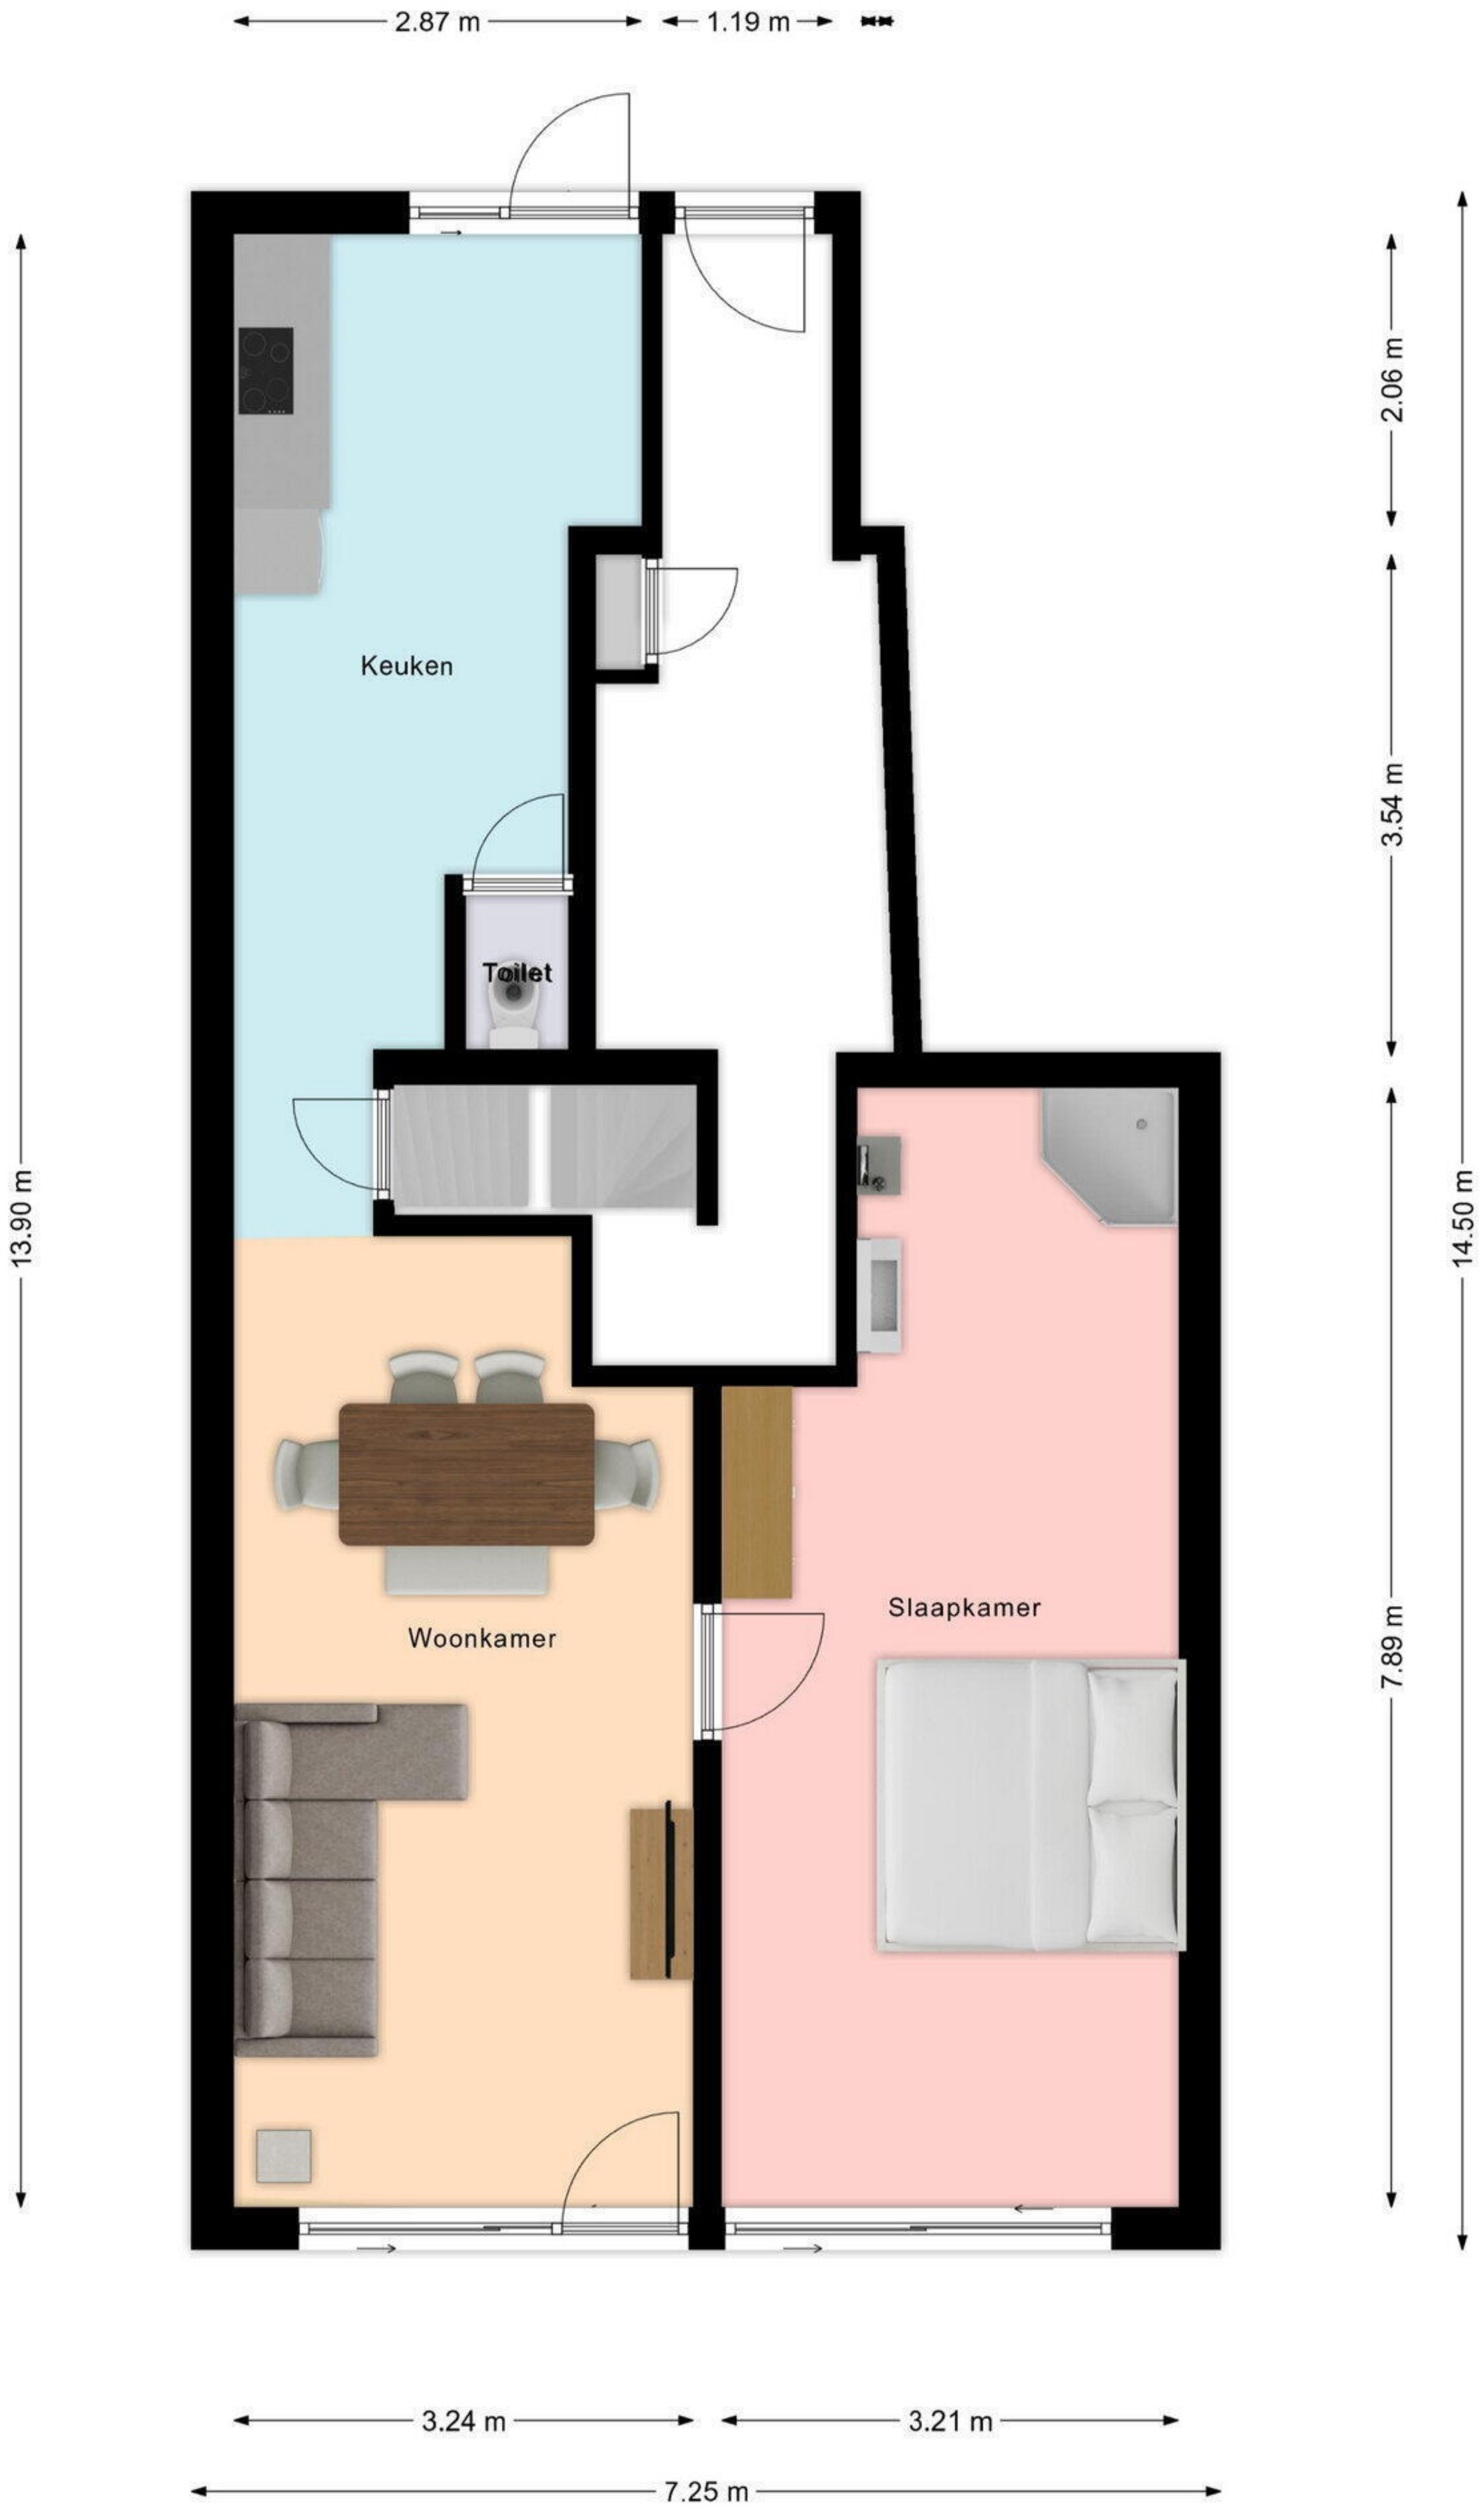 2.87 m
1.19 m
2.06 m
Keuken
3.54 m
Toilet
13.90 m
14.50 m
Slaapkamer
Woonkamer
7.89 m
3.24 m
3.21 m
7.25 m